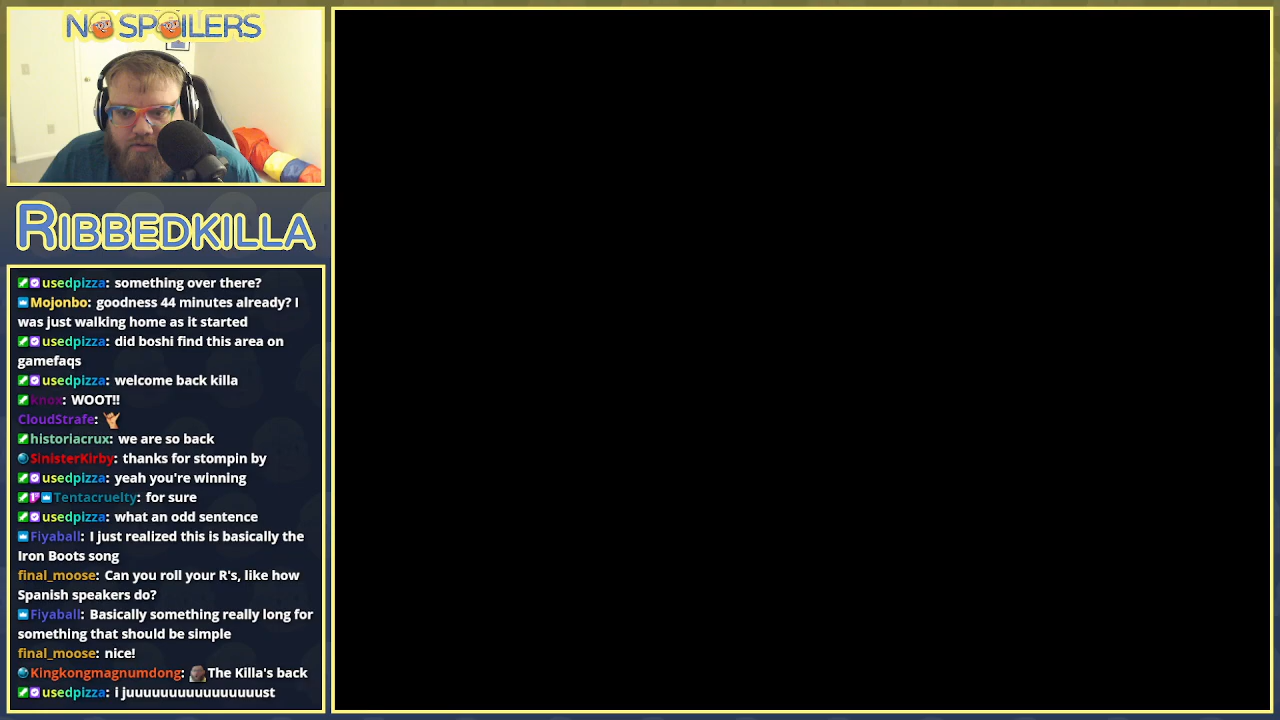 NO SPOILERS
RIBBEDKILLA
usedpizza: something over there?
Mojonbo: goodness 44 minutes already? I
was just walking home as it started
usedpizza: did boshi find this area on
gamefaqs
usedpizza: welcome back killa
knox: WOOT!!
CloudStrafe:
historiacrux: we are so back
SinisterKirby: thanks for stompin by
usedpizza: yeah you're winning
Tentacruelty: for sure
usedpizza: what an odd sentence
Fiyaball: I just realized this is basically the
Iron Boots song
final_moose: Can you roll your R's, like how
Spanish speakers do?
Fiyaball: Basically something really long for
something that should be simple
final_moose: nice!
Kingkongmagnumdong: The Killa's back
usedpizza: i juuuuuuuuuuuuuuuust